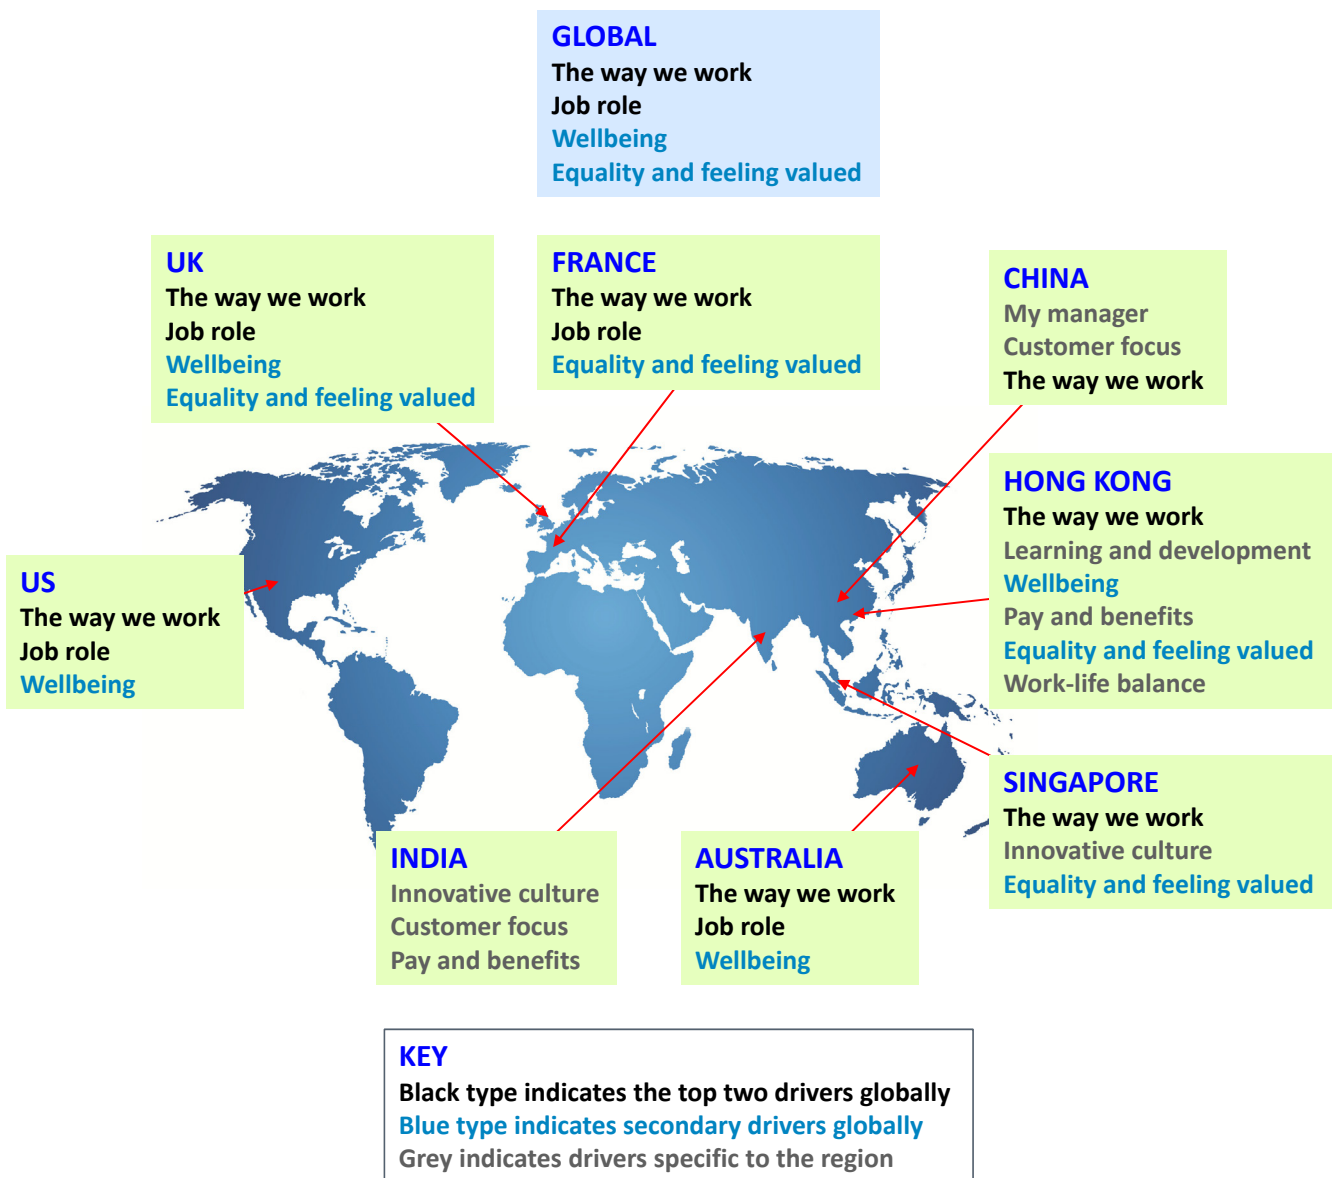 GLOBAL
The way we work
Job role
Wellbeing
Equality and feeling valued
UK
The way we work
Job role
Wellbeing
Equality and feeling valued
FRANCE
The way we work
Job role
Equality and feeling valued
CHINA
My manager
Customer focus
The way we work
HONG KONG
The way we work
Learning and development
Wellbeing
Pay and benefits
Equality and feeling valued
Work-life balance
US
The way we work
Job role
Wellbeing
SINGAPORE
The way we work
Innovative culture
Equality and feeling valued
INDIA
Innovative culture
Customer focus
Pay and benefits
AUSTRALIA
The way we work
Job role
Wellbeing
KEY
Black type indicates the top two drivers globally
Blue type indicates secondary drivers globally
Grey indicates drivers specific to the region